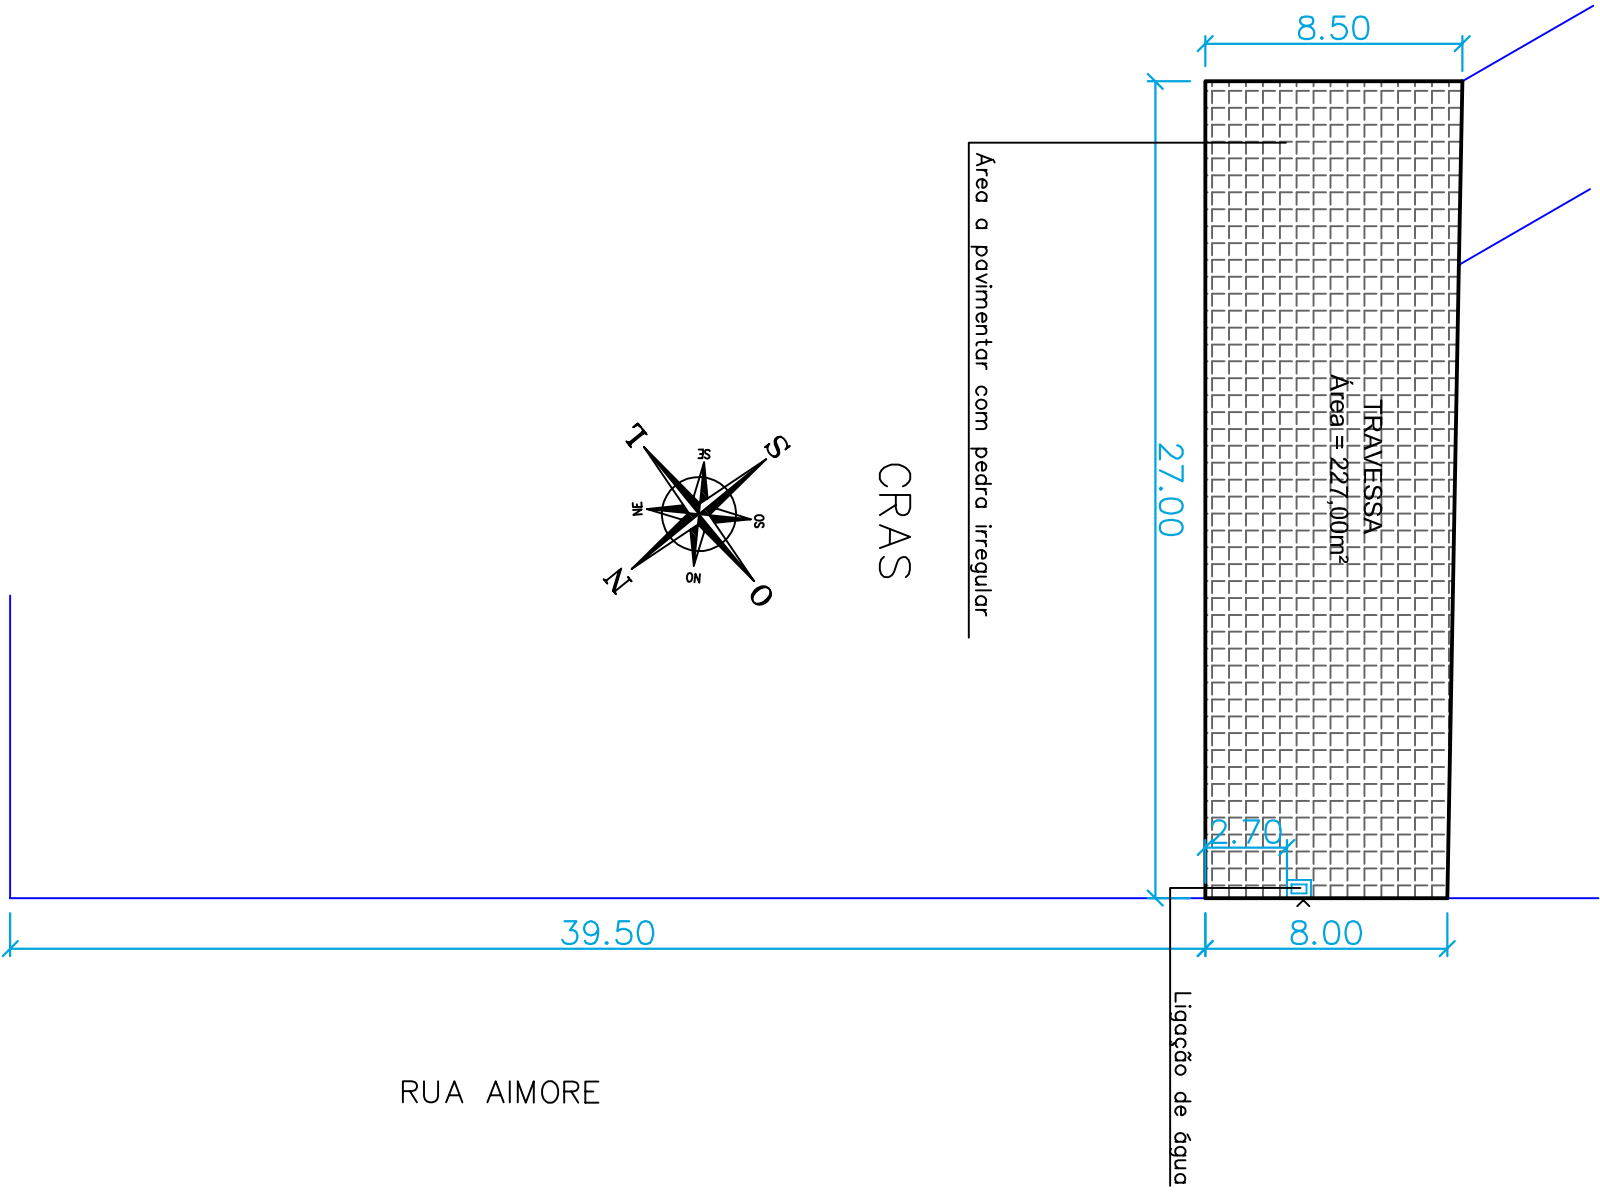 8.50
Área a pavimentar com pedra irregular
TRAVESSA
Área = 227,00m²
27.00
CRAS
S
SE
L
OS
NE
N
NO
O
2.70
39.50
8.00
Ligação de água
RUA AIMORE